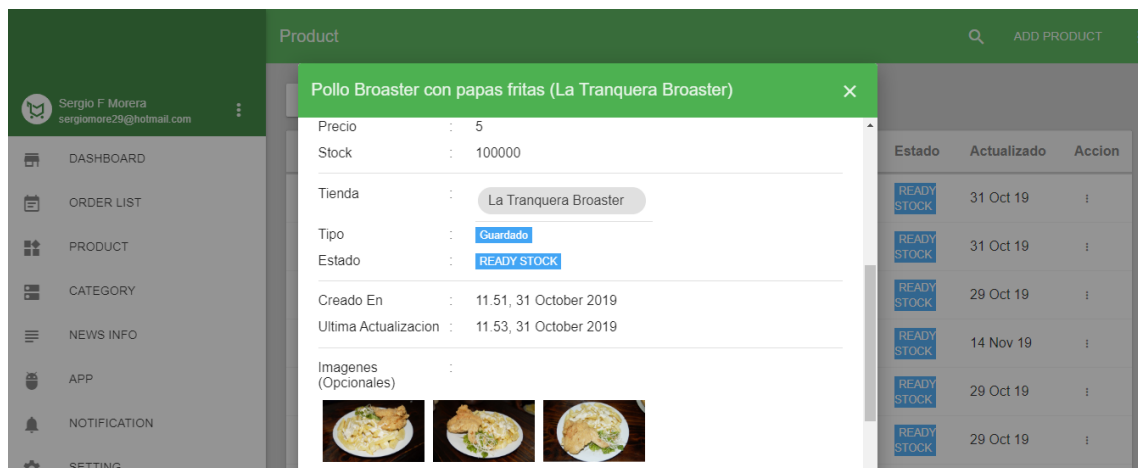 Product
ADD PRODUCT
Sergio F Morera
sergiomore29@hotmail.com
DASHBOARD
ORDER LIST
PRODUCT
CATEGORY
NEWS INFO
APP
NOTIFICATION
SETTING
Pollo Broaster con papas fritas (La Tranquera Broaster) ×
Precio : 5
Stock : 100000
Tienda : La Tranquera Broaster
Tipo : Guardado
Estado : READY STOCK
Creado En : 11.51, 31 October 2019
Ultima Actualizacion : 11.53, 31 October 2019
Imagenes :
(Opcionales)
Estado Actualizado Accion
READY STOCK 31 Oct 19
READY STOCK 31 Oct 19
READY STOCK 29 Oct 19
READY STOCK 14 Nov 19
READY STOCK 29 Oct 19
READY STOCK 29 Oct 19